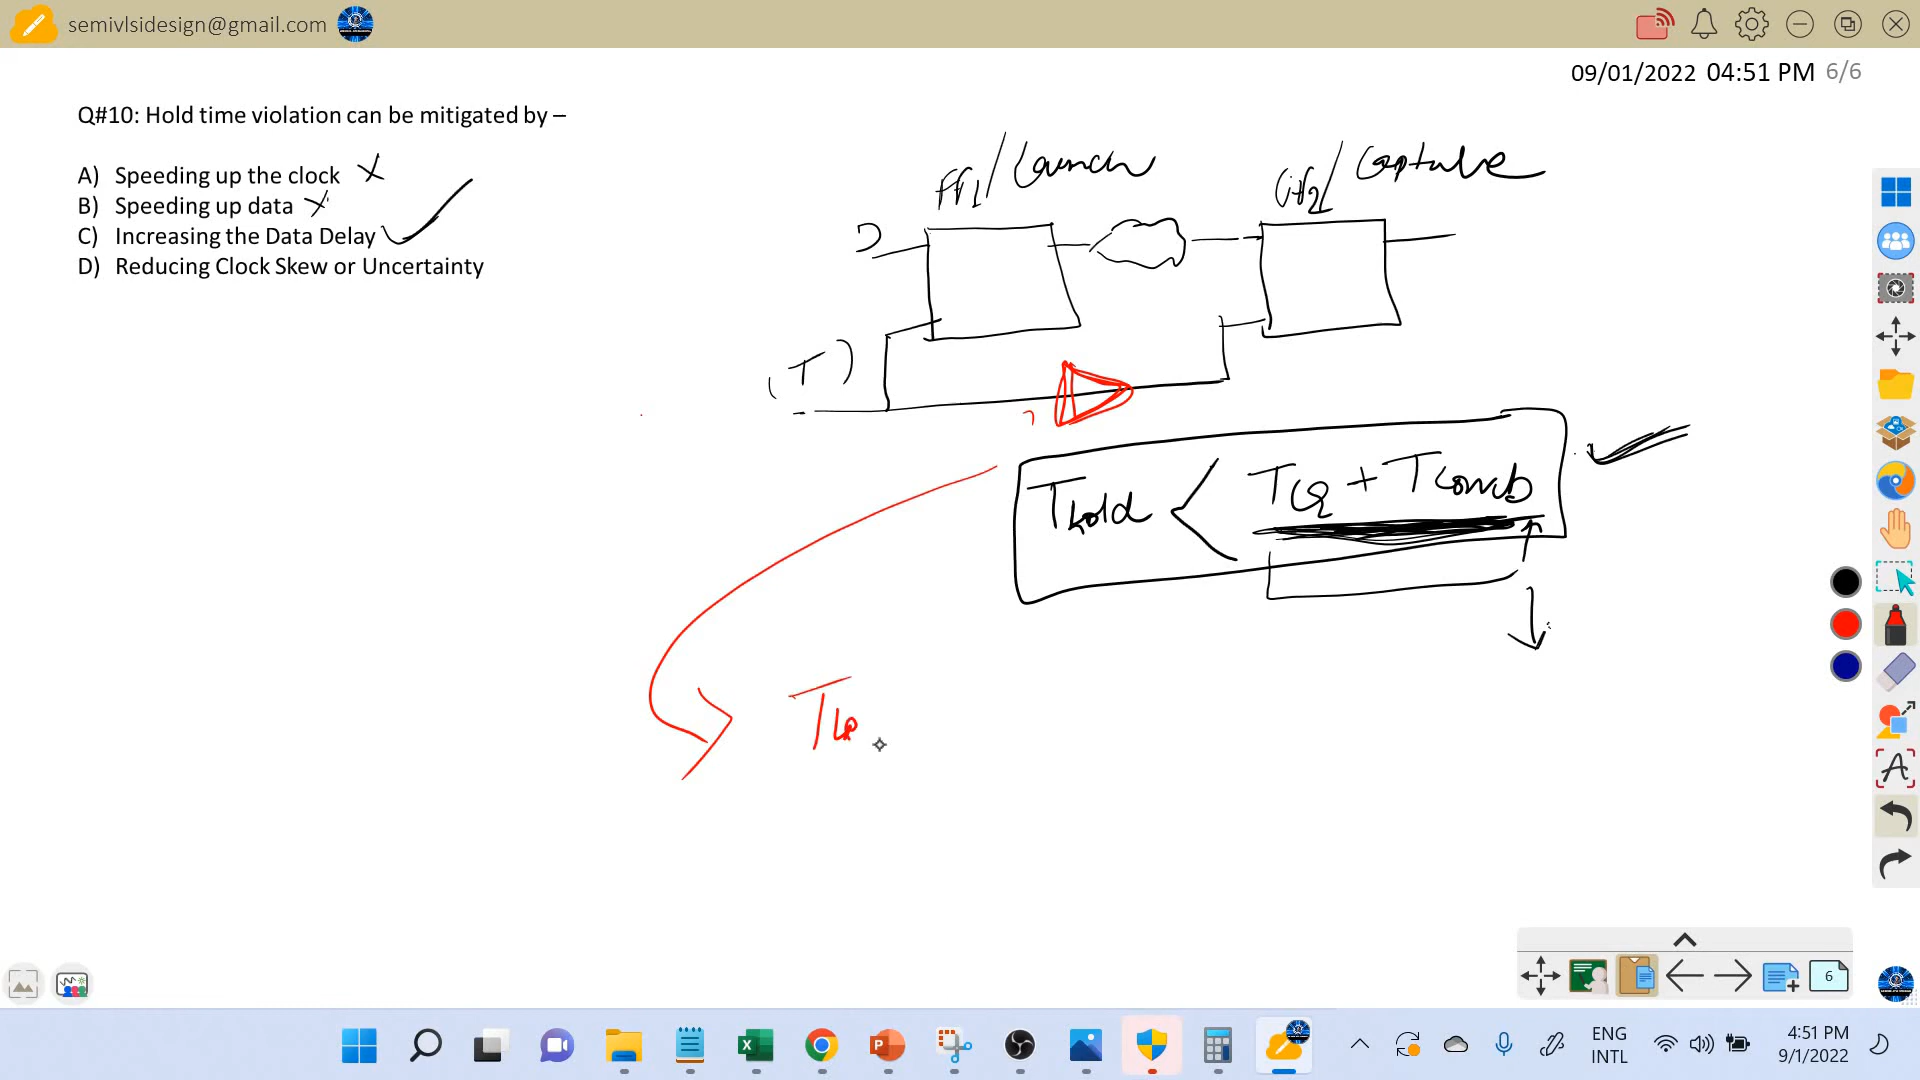 semivlsidesign@gmail.com
09/01/2022 04:51 PM 6/6
Q#10: Hold time violation can be mitigated by –
A) Speeding up the clock
B) Speeding up data
C) Increasing the Data Delay
D) Reducing Clock Skew or Uncertainty
FF1/Launch
FF2/Capture
D
(T)
Thold < TCQ + Tcomb
6
ENG
INTL
4:51 PM
9/1/2022